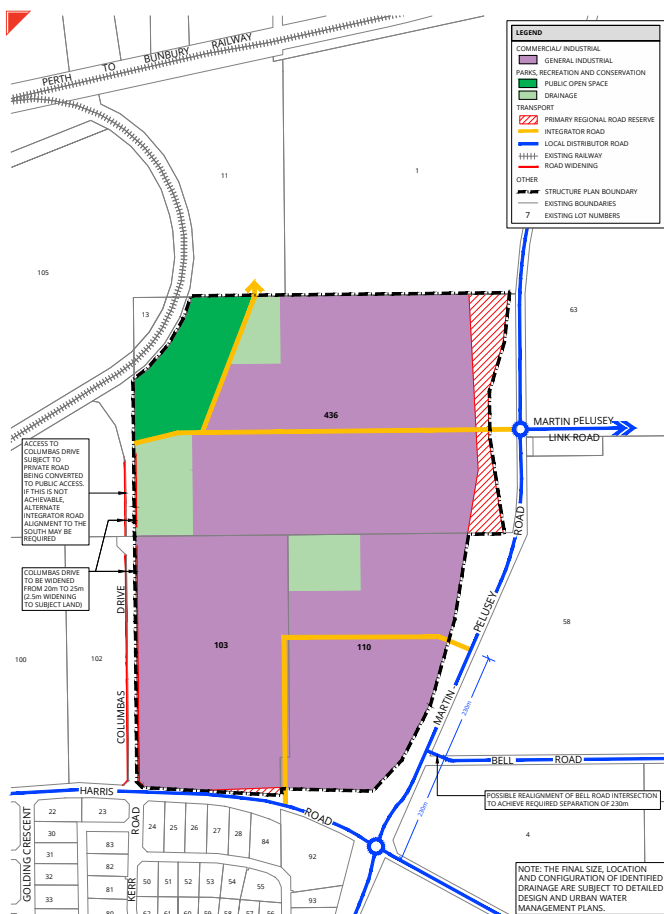 LEGEND
COMMERCIAL/ INDUSTRIAL
GENERAL INDUSTRIAL
PARKS, RECREATION AND CONSERVATION
PUBLIC OPEN SPACE
DRAINAGE
TRANSPORT
PRIMARY REGIONAL ROAD RESERVE
INTEGRATOR ROAD
LOCAL DISTRIBUTOR ROAD
EXISTING RAILWAY
ROAD WIDENING
OTHER
STRUCTURE PLAN BOUNDARY
EXISTING BOUNDARIES
7 EXISTING LOT NUMBERS
PERTH TO BUNBURY RAILWAY
11
1
105
13
63
436
MARTIN PELUSEY
LINK ROAD
ACCESS TO
COLUMBAS DRIVE
SUBJECT TO
PRIVATE ROAD
BEING CONVERTED
TO PUBLIC ACCESS.
IF THIS IS NOT
ACHIEVABLE,
ALTERNATE
INTEGRATOR ROAD
ALIGNMENT TO THE
SOUTH MAY BE
REQUIRED
COLUMBAS DRIVE
TO BE WIDENED
FROM 20m TO 25m
(2.5m WIDENING
TO SUBJECT LAND)
COLUMBAS DRIVE
MARTIN PELUSEY ROAD
58
100
102
103
110
230m
230m
BELL ROAD
POSSIBLE REALIGNMENT OF BELL ROAD INTERSECTION
TO ACHIEVE REQUIRED SEPARATION OF 230m
HARRIS ROAD
GOLDING CRESCENT
KERR ROAD
22
23
24
25
26
27
28
84
92
4
30
83
31
82
32
81
33
80
50
51
52
53
54
55
93
62
61
60
59
58
57
56
NOTE: THE FINAL SIZE, LOCATION
AND CONFIGURATION OF IDENTIFIED
DRAINAGE ARE SUBJECT TO DETAILED
DESIGN AND URBAN WATER
MANAGEMENT PLANS.